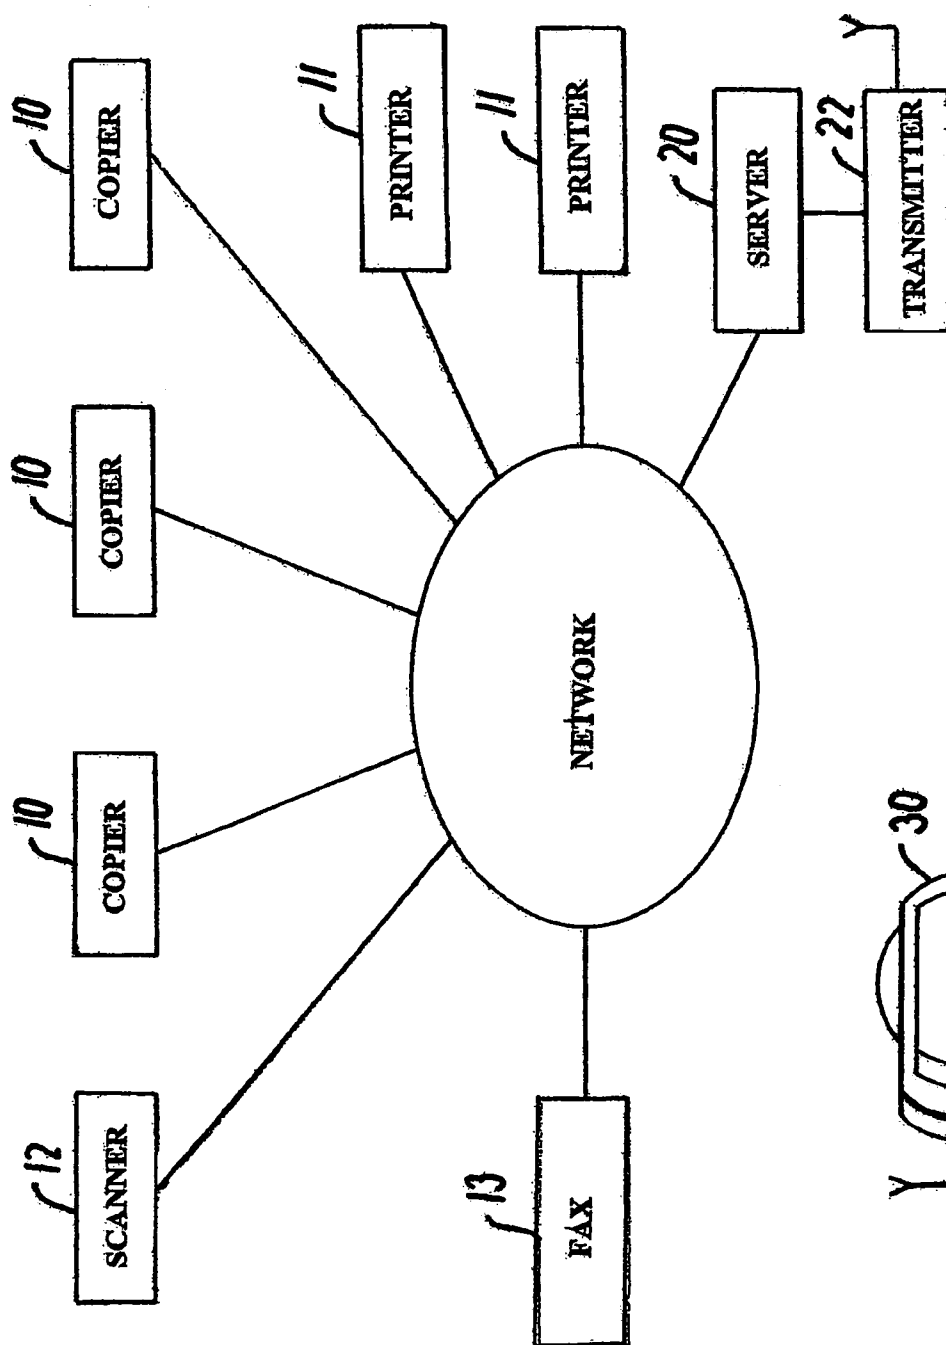 12
SCANNER
10
COPIER
10
COPIER
10
COPIER
11
PRINTER
11
PRINTER
13
FAX
NETWORK
20
SERVER
22
TRANSMITTER
30